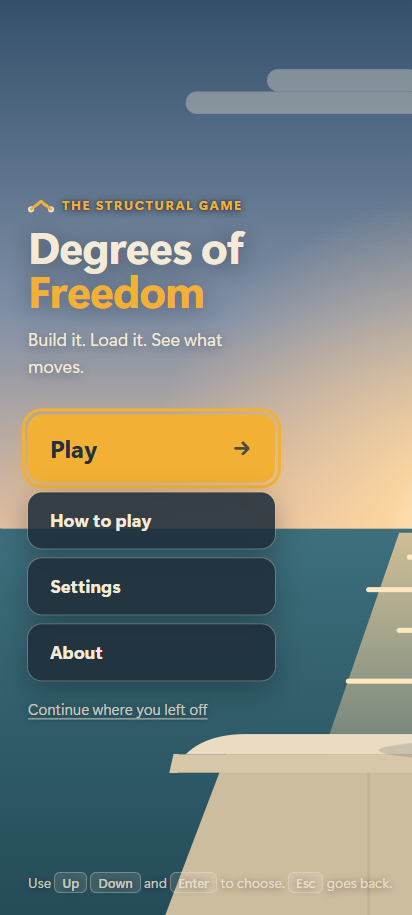 THE STRUCTURAL GAME
Degrees of
Freedom
Build it. Load it. See what
moves.
Play
How to play
Settings
About
Continue where you left off
Use Up Down and Enter to choose. Esc goes back.